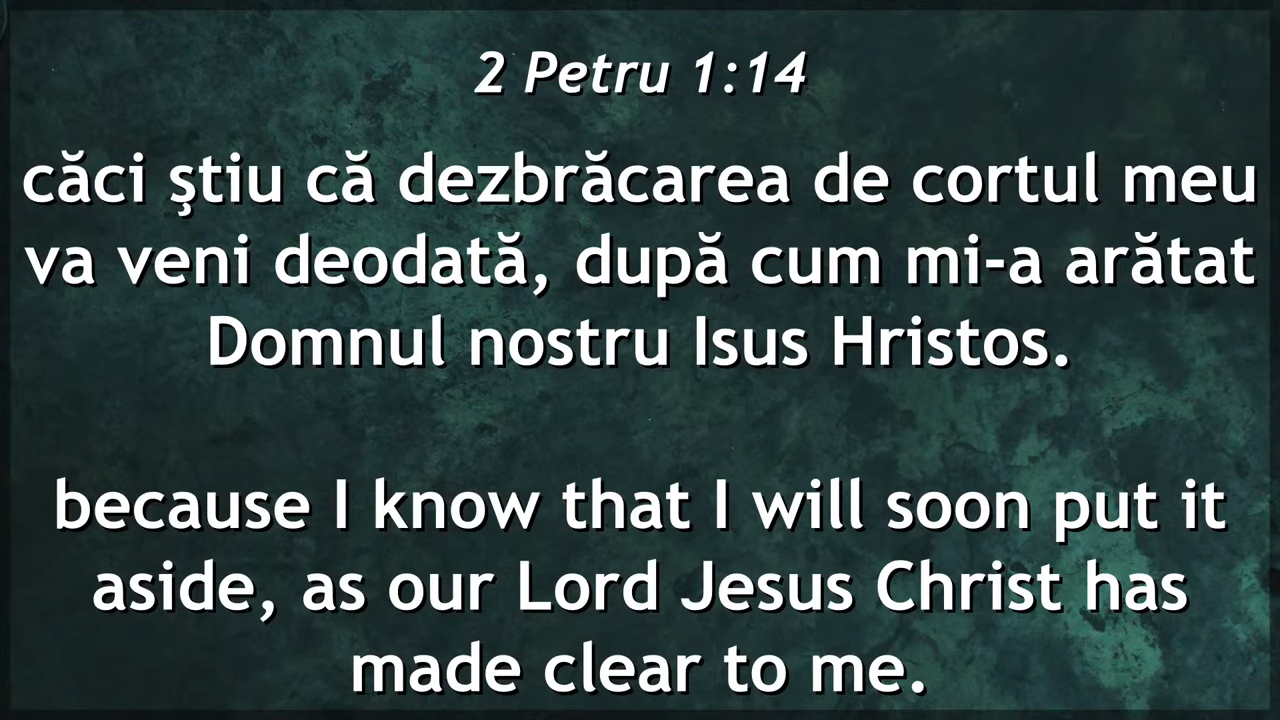 2 Petru 1:14
căci ştiu că dezbrăcarea de cortul meu
va veni deodată, după cum mi-a arătat
Domnul nostru Isus Hristos.
because I know that I will soon put it
aside, as our Lord Jesus Christ has
made clear to me.